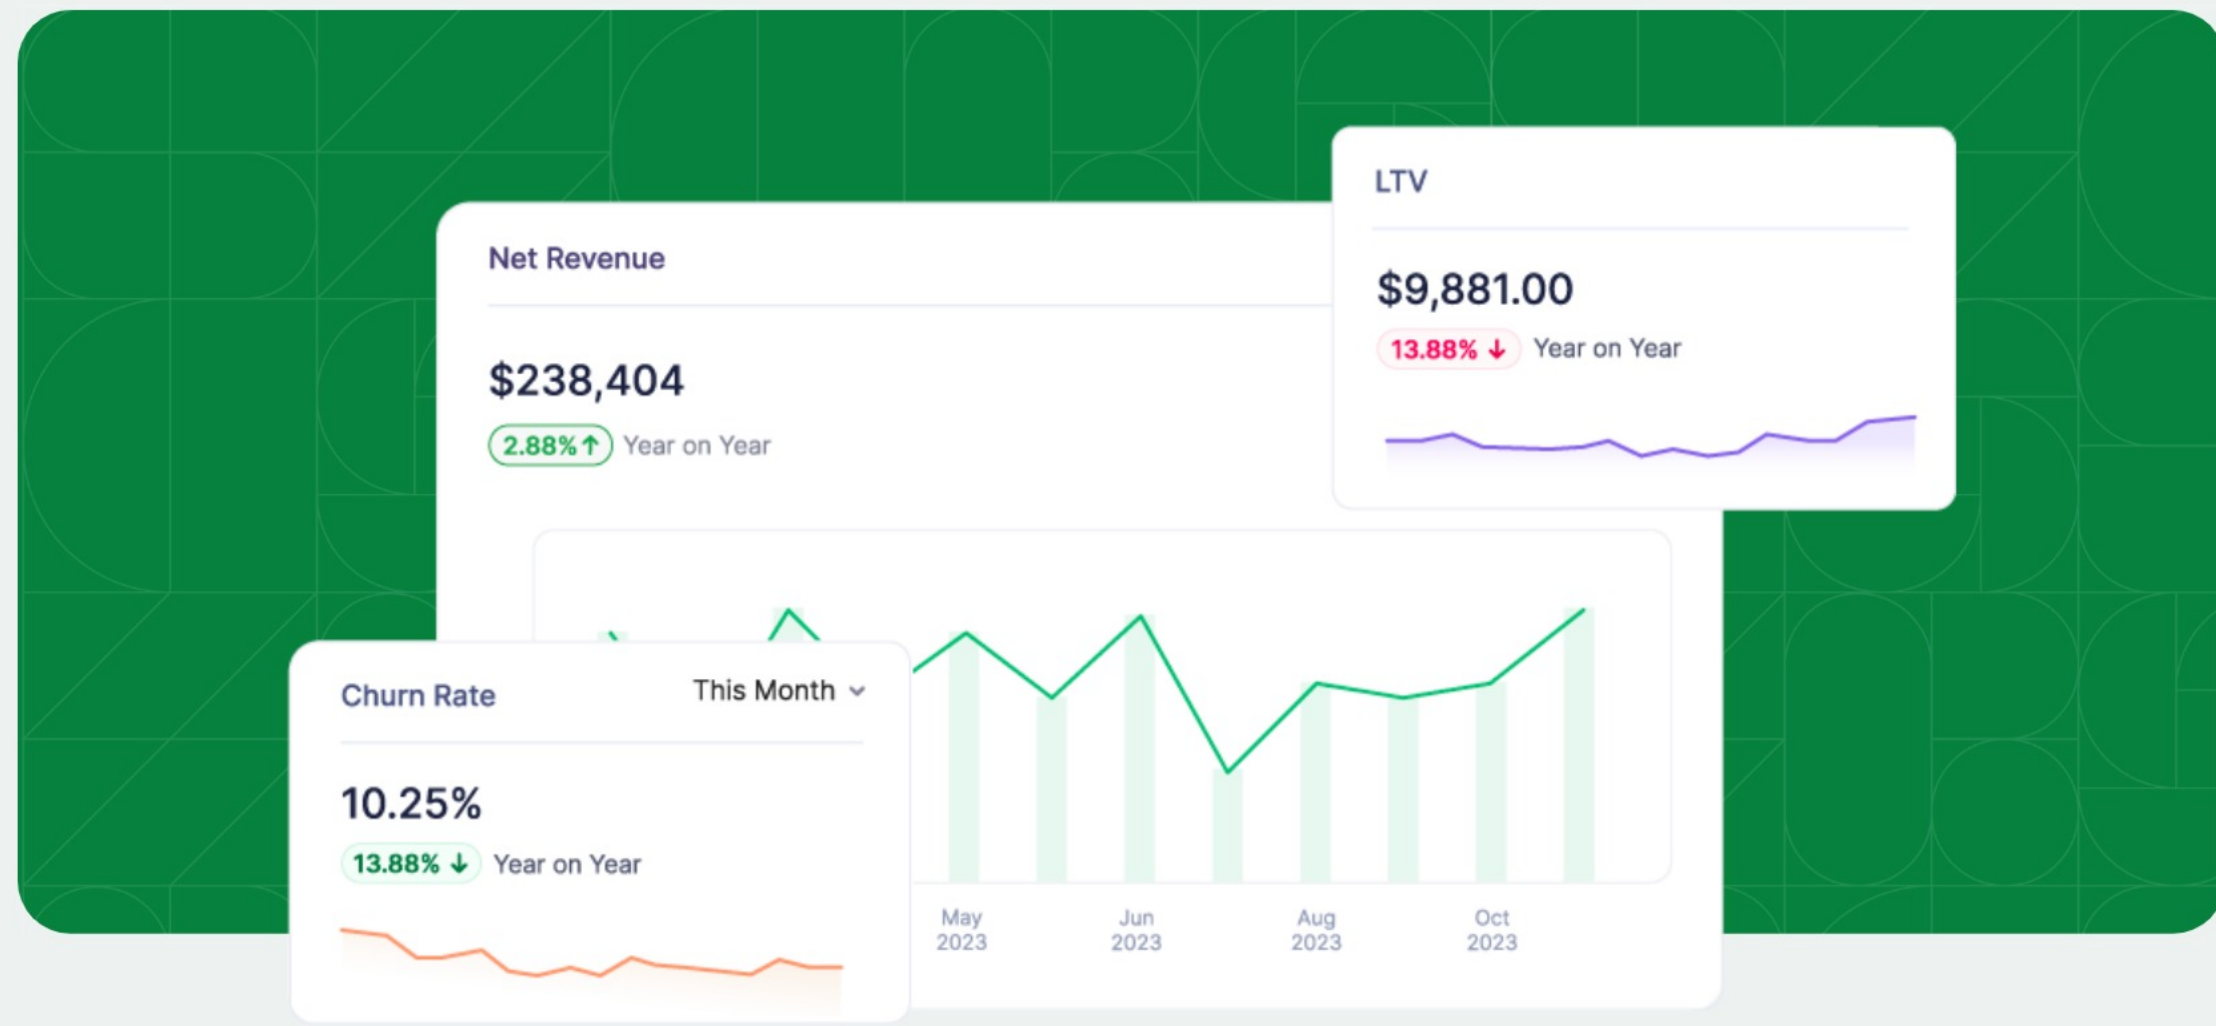 LTV
$9,881.00
13.88% ↓ Year on Year
Net Revenue
$238,404
2.88% ↑ Year on Year
Churn Rate
This Month
10.25%
13.88% ↓ Year on Year
May
2023
Jun
2023
Aug
2023
Oct
2023